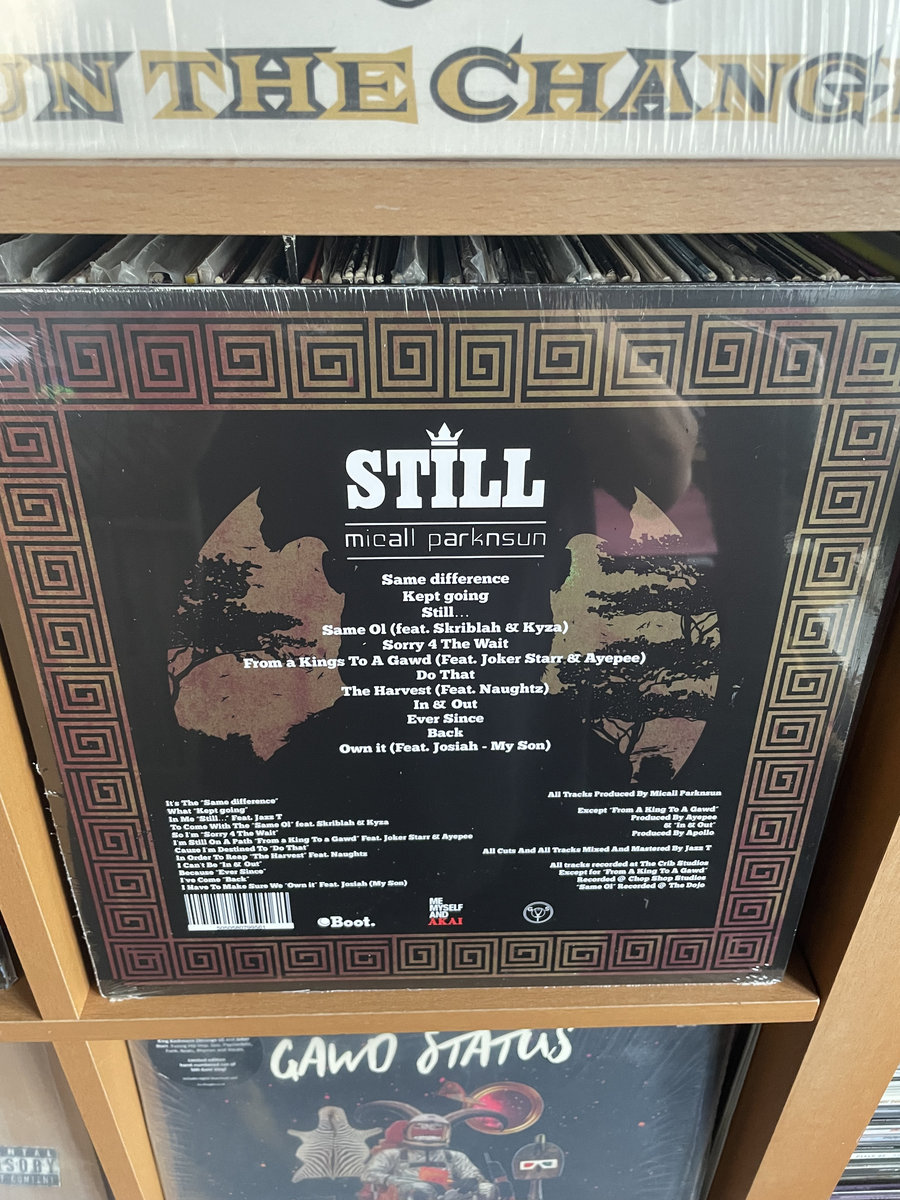 UN THE CHANG
STILL
micall parknsun
Same difference
Kept going
Still...
Same Ol (feat. Skriblah & Kyza)
Sorry 4 The Wait
From a Kings To A Gawd (Feat. Joker Starr & Ayepee)
Do That
The Harvest (Feat. Naughtz)
In & Out
Ever Since
Back
Own it (Feat. Josiah - My Son)
It's The "Same difference"
What "Kept going"
In Me "Still..." Feat. Jazz T
To Come With The "Same Ol" feat. Skriblah & Kyza
So I'm "Sorry 4 The Wait"
I'm Still On A Path "From a King To a Gawd" Feat. Joker Starr & Ayepee
Cause I'm Destined To "Do That"
In Order To Reap "The Harvest" Feat. Naughtz
I Can't Be "In & Out"
Because "Ever Since"
I've Come "Back"
I Have To Make Sure We "Own it" Feat. Josiah (My Son)
All Tracks Produced By Micall Parknsun
Except "From A King To A Gawd"
Produced By Ayepee
& "In & Out"
Produced By Apollo
All Cuts And All Tracks Mixed And Mastered By Jazz T
All tracks recorded at The Crib Studios
Except for "From A King To A Gawd"
Recorded @ Chop Shop Studios
"Same Ol" Recorded @ The Dojo
Boot.
ME
MYSELF
AND
AKAI
GAWD STATUS